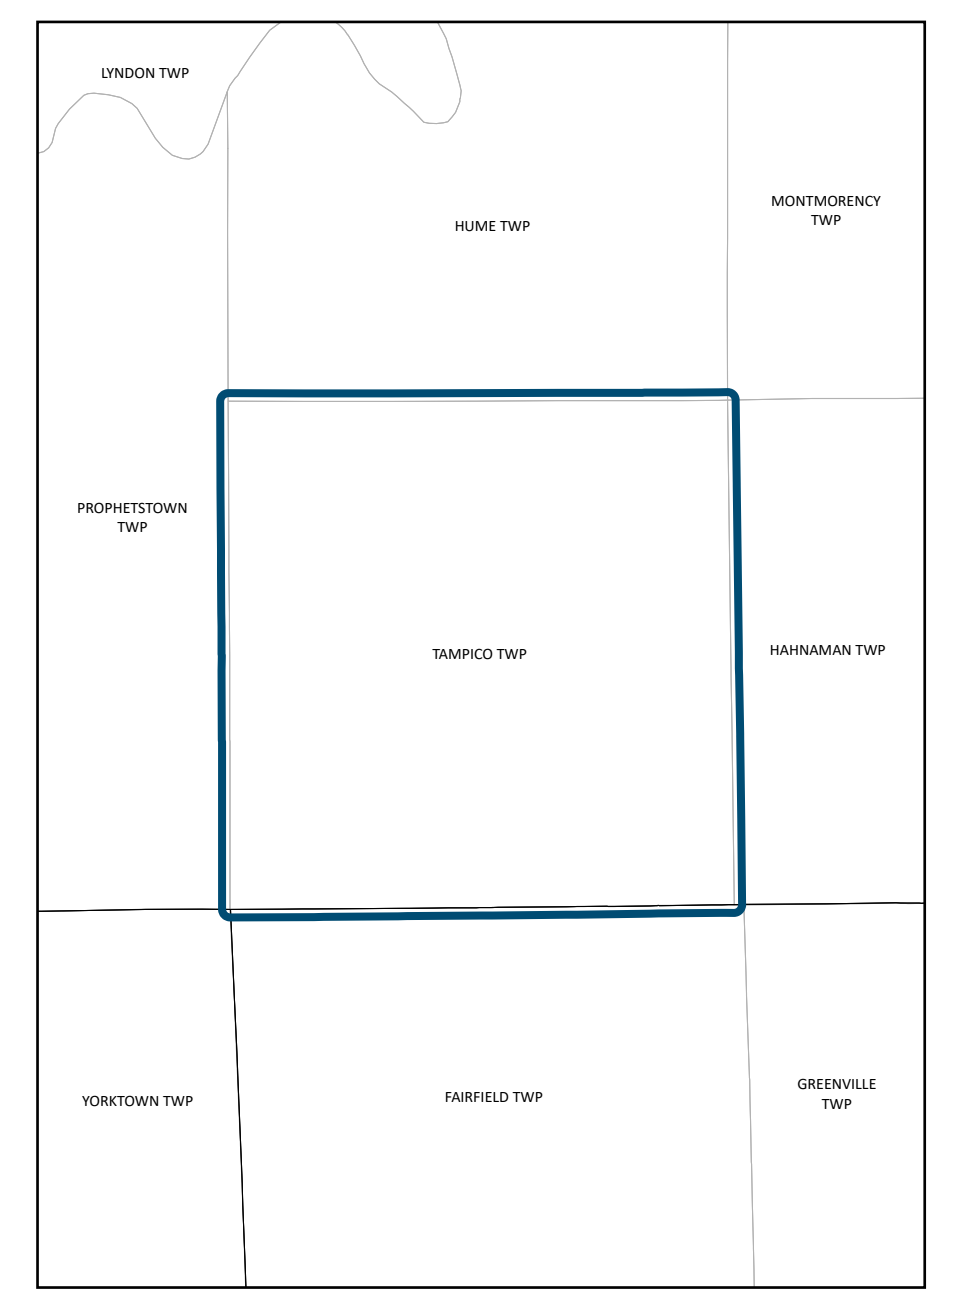 LYNDON TWP
MONTMORENCY
TWP
HUME TWP
PROPHETSTOWN
TWP
TAMPICO TWP
HAHNAMAN TWP
YORKTOWN TWP
FAIRFIELD TWP
GREENVILLE
TWP